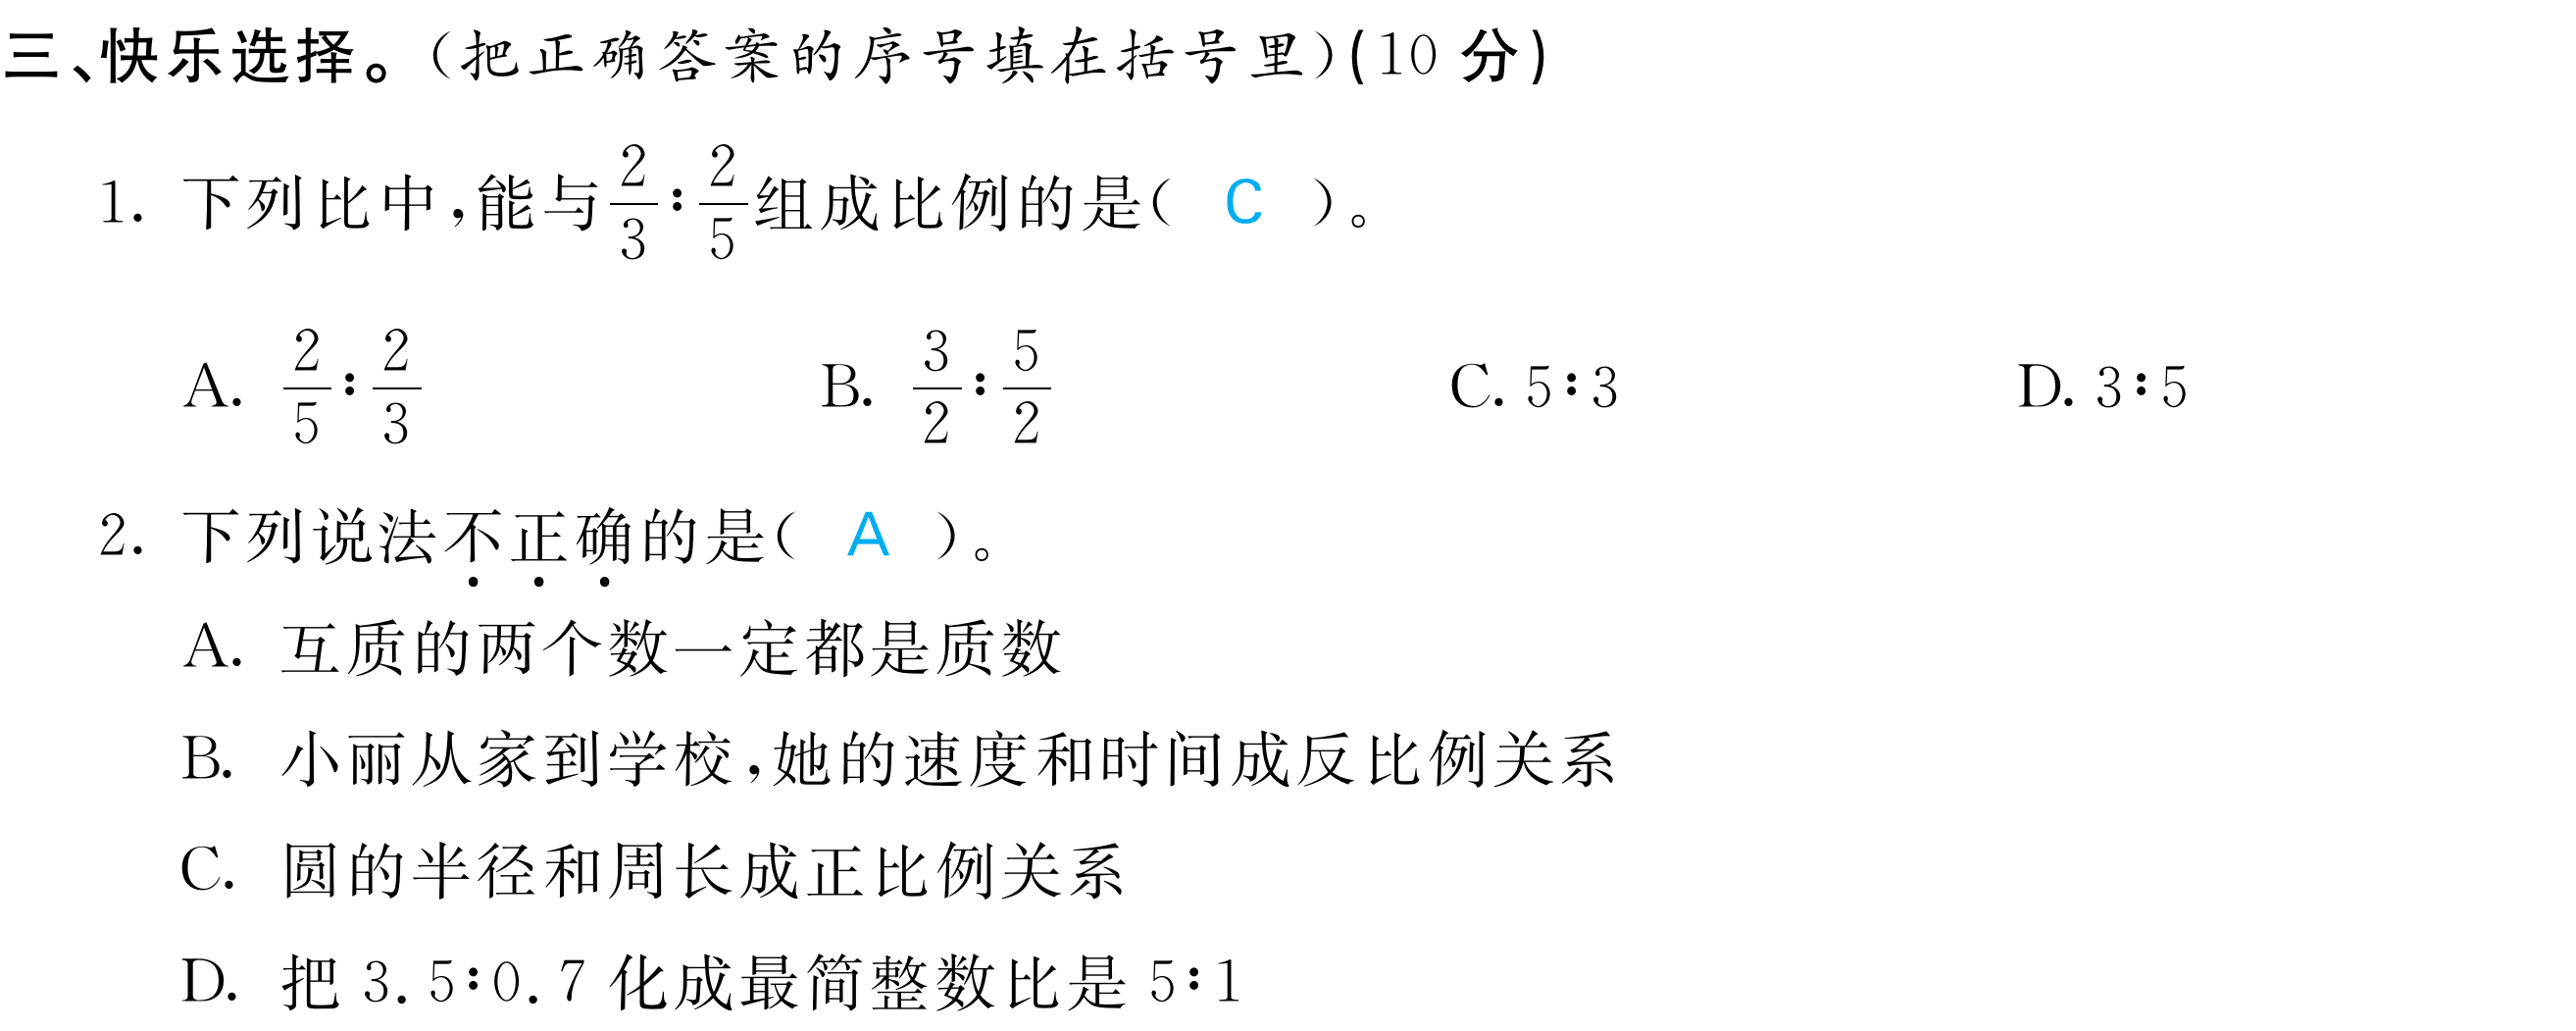 三、快乐选择。(把正确答案的序号填在括号里)(10 分)
1. 下列比中,能与2/3∶2/5组成比例的是( C )。
A. 2/5∶2/3 B. 3/2∶5/2 C. 5∶3 D. 3∶5
2. 下列说法不正确的是( A )。
A. 互质的两个数一定都是质数
B. 小丽从家到学校,她的速度和时间成反比例关系
C. 圆的半径和周长成正比例关系
D. 把 3.5∶0.7 化成最简整数比是 5∶1